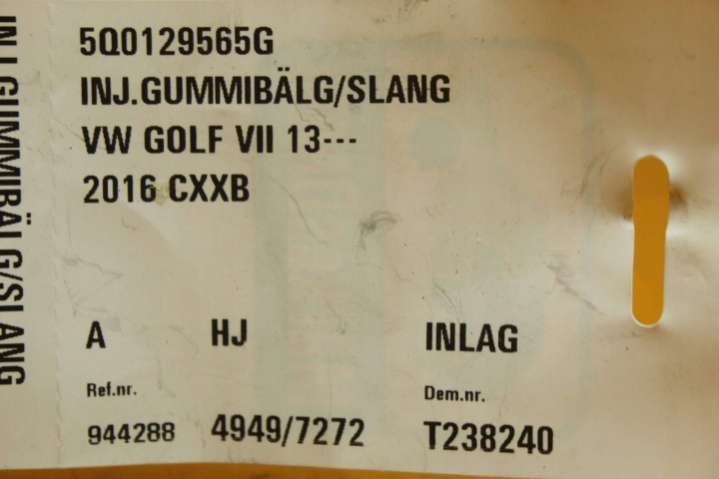 5Q0129565G
INJ.GUMMIBÄLG/SLANG
VW GOLF VII 13---
2016 CXXB
A HJ INLAG
Ref.nr. Dem.nr.
944288 4949/7272 T238240
INJ.GUMMIBÄLG/SLANG